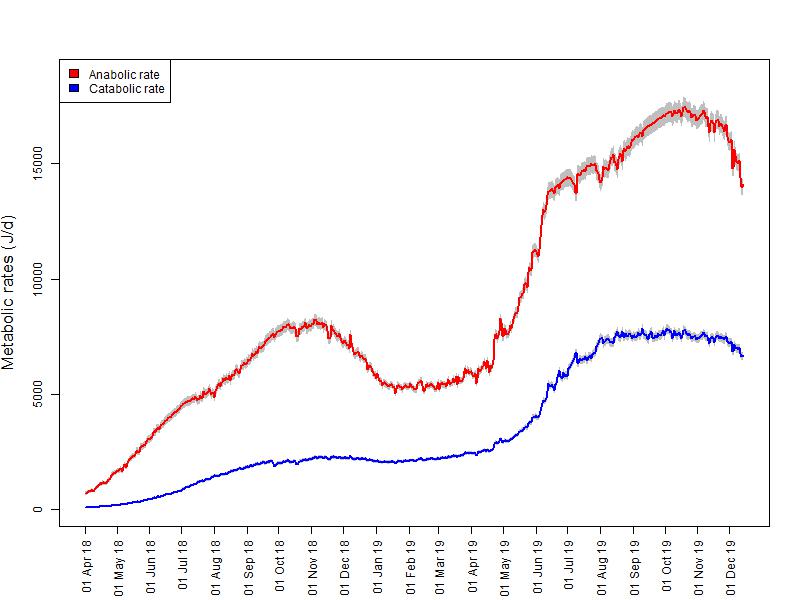 Anabolic rate
Catabolic rate
Metabolic rates (J/d)
0
5000
10000
15000
01 Apr 18
01 May 18
01 Jun 18
01 Jul 18
01 Aug 18
01 Sep 18
01 Oct 18
01 Nov 18
01 Dec 18
01 Jan 19
01 Feb 19
01 Mar 19
01 Apr 19
01 May 19
01 Jun 19
01 Jul 19
01 Aug 19
01 Sep 19
01 Oct 19
01 Nov 19
01 Dec 19